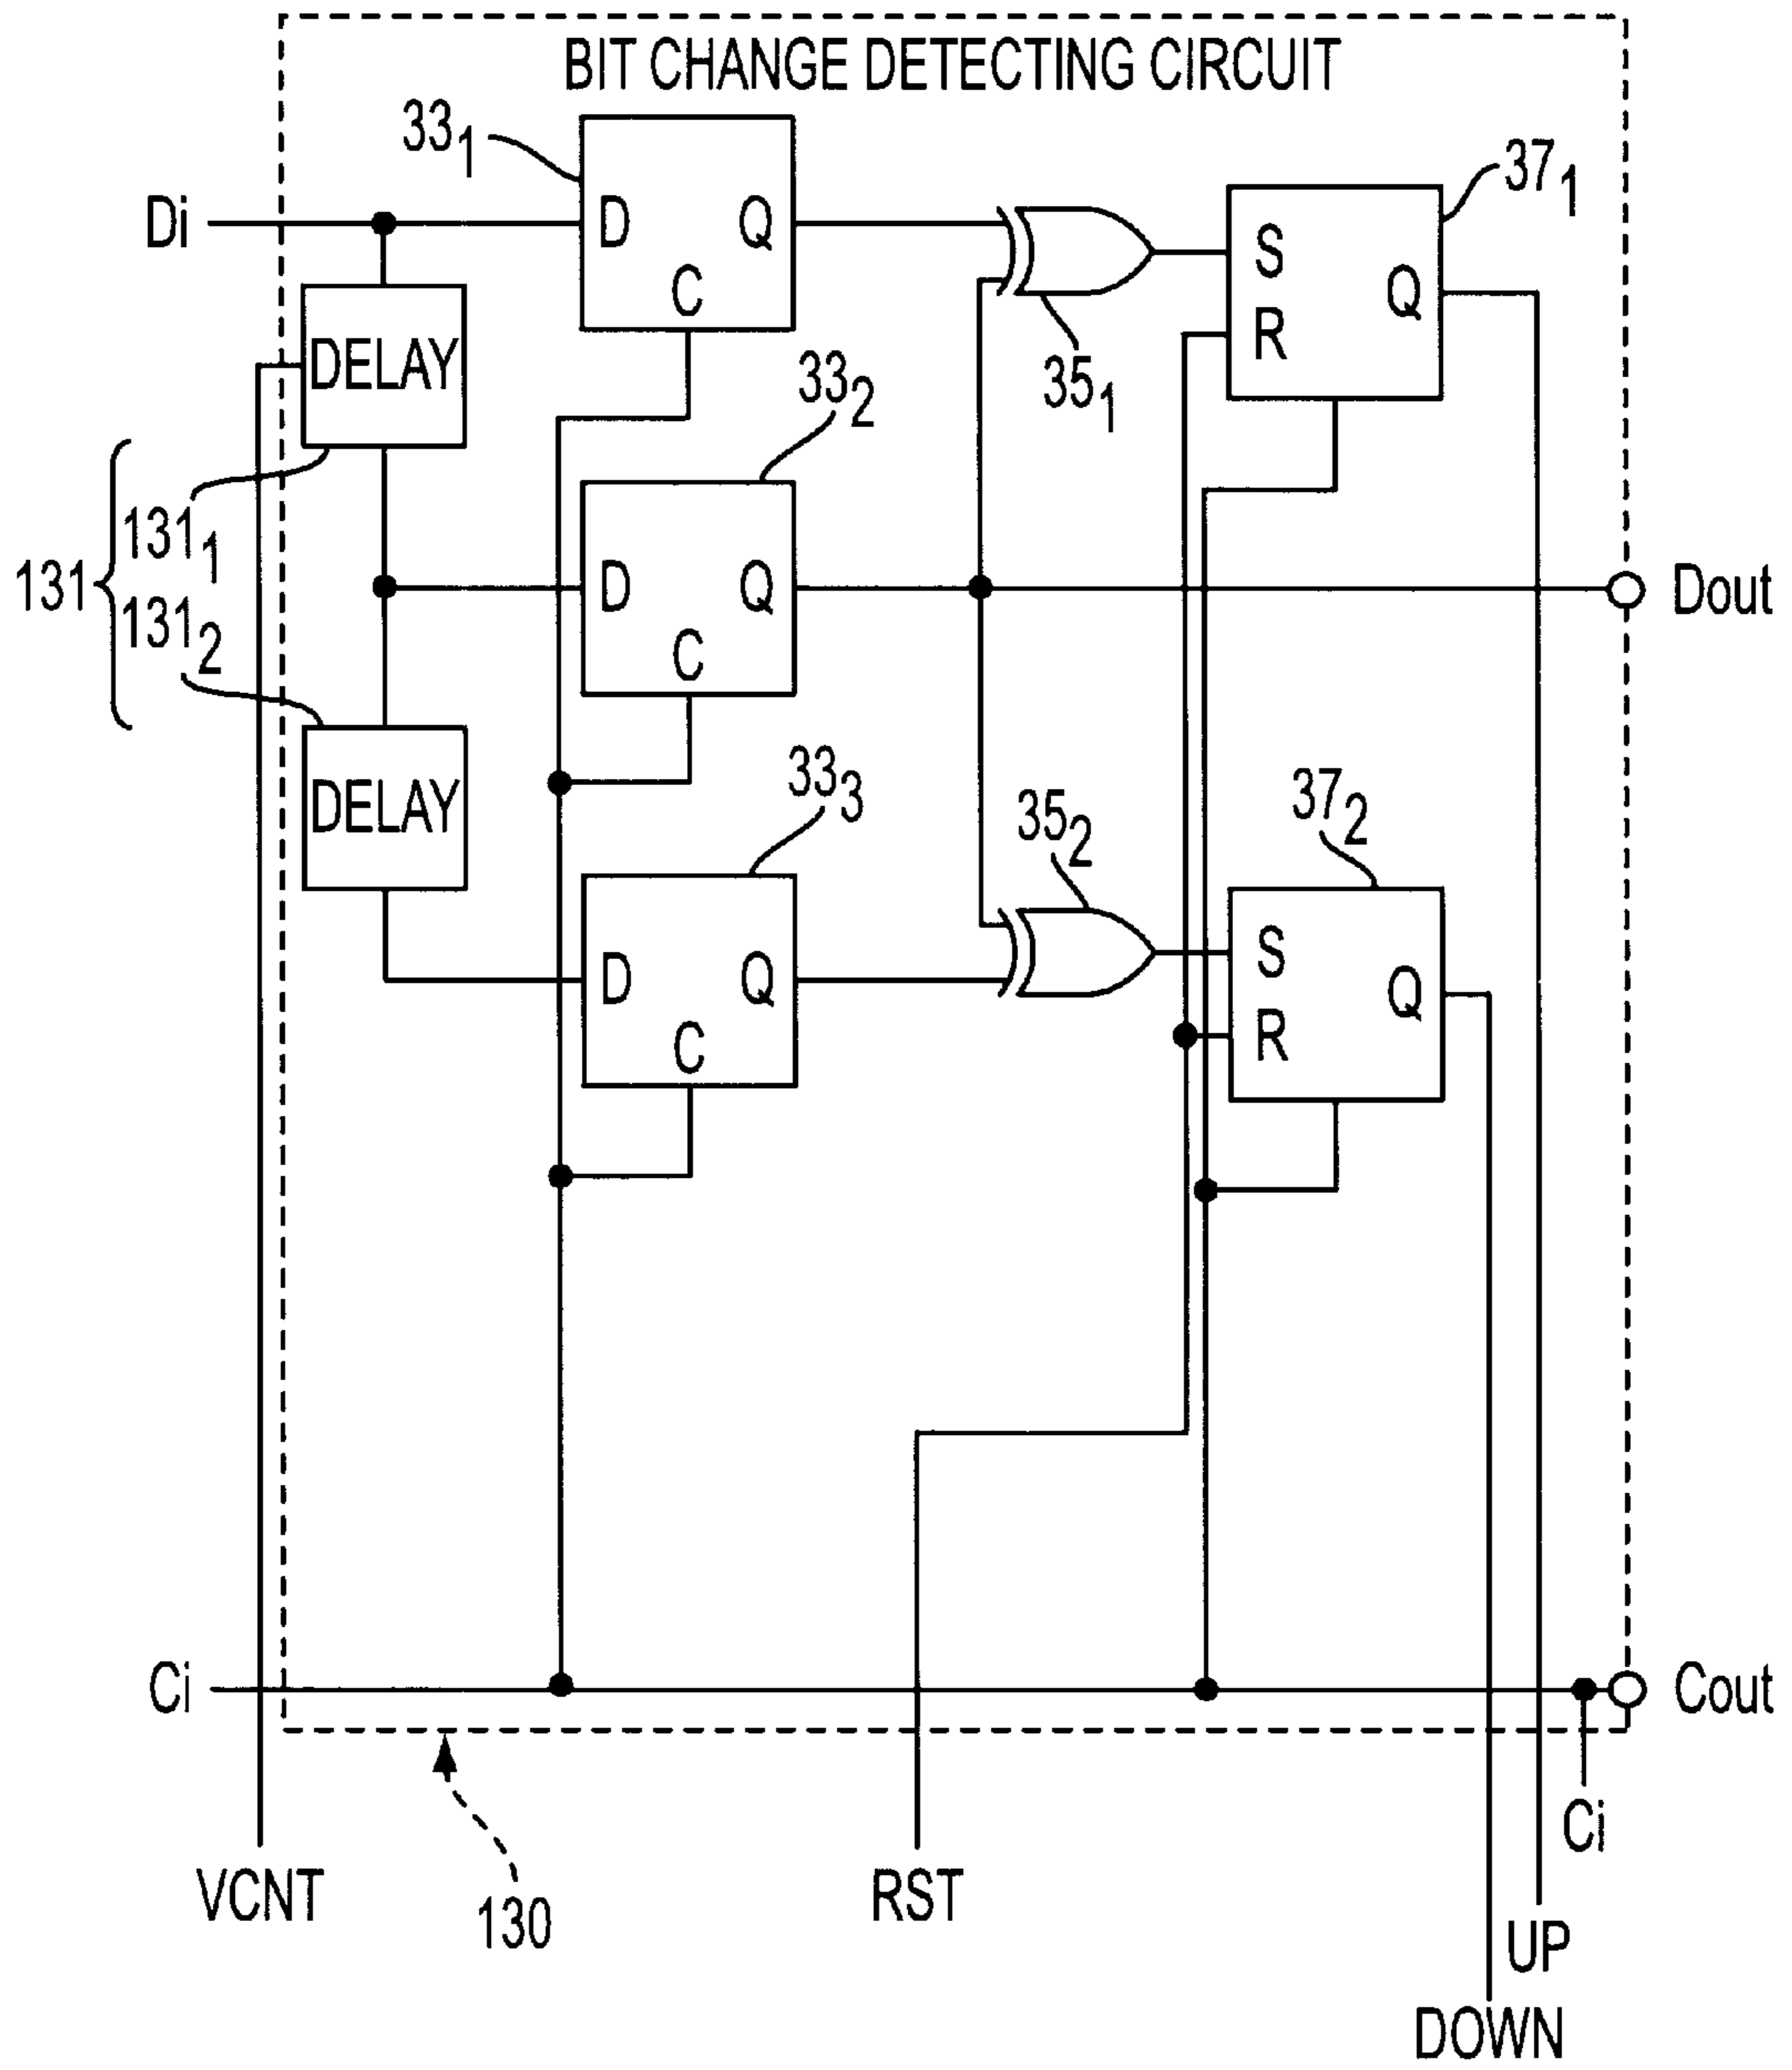 BIT CHANGE DETECTING CIRCUIT
33₁
37₁
Di
D
Q
C
S
R
Q
DELAY
35₁
33₂
131
131₁
131₂
D
Q
C
Dout
DELAY
33₃
35₂
37₂
D
Q
C
S
R
Q
Ci
Cout
Ci
VCNT
130
RST
UP
DOWN